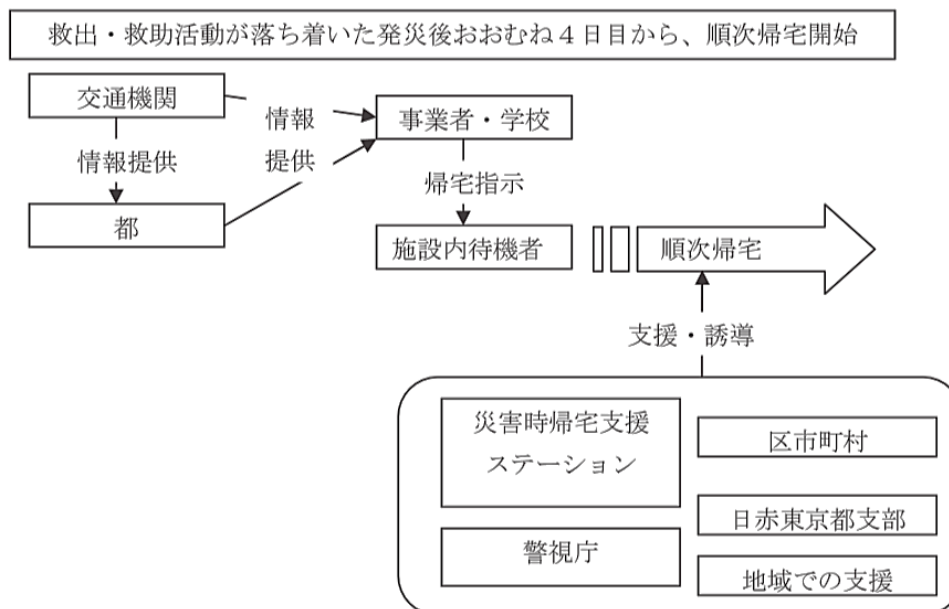 救出・救助活動が落ち着いた発災後おおむね４日目から、順次帰宅開始
交通機関
情報
提供
事業者・学校
情報提供
帰宅指示
都
施設内待機者
順次帰宅
支援・誘導
災害時帰宅支援
ステーション
区市町村
日赤東京都支部
警視庁
地域での支援